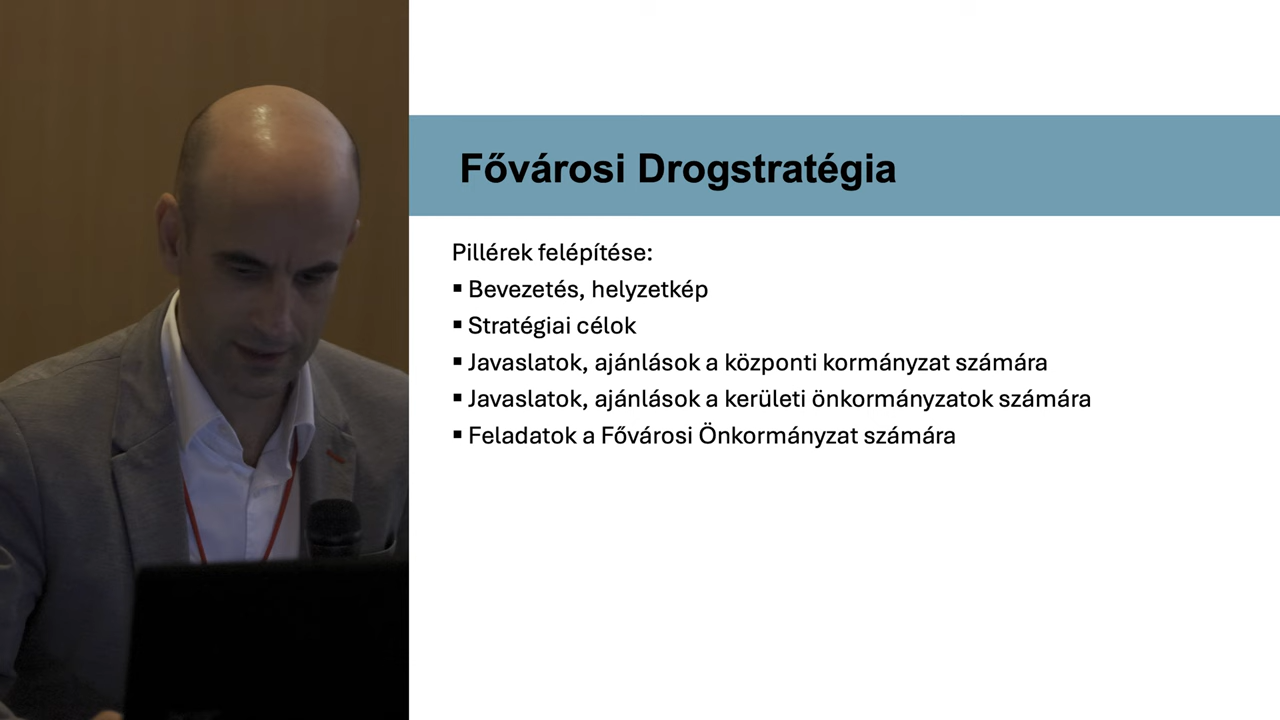 Fővárosi Drogstratégia
Pillérek felépítése:
▪ Bevezetés, helyzetkép
▪ Stratégiai célok
▪ Javaslatok, ajánlások a központi kormányzat számára
▪ Javaslatok, ajánlások a kerületi önkormányzatok számára
▪ Feladatok a Fővárosi Önkormányzat számára